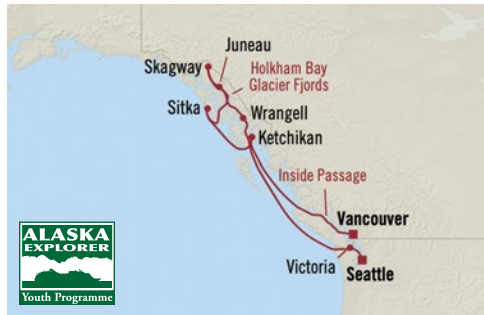 Juneau
Skagway
Holkham Bay
Glacier Fjords
Sitka
Wrangell
Ketchikan
Inside Passage
Vancouver
Victoria
Seattle
ALASKA
EXPLORER
Youth Programme